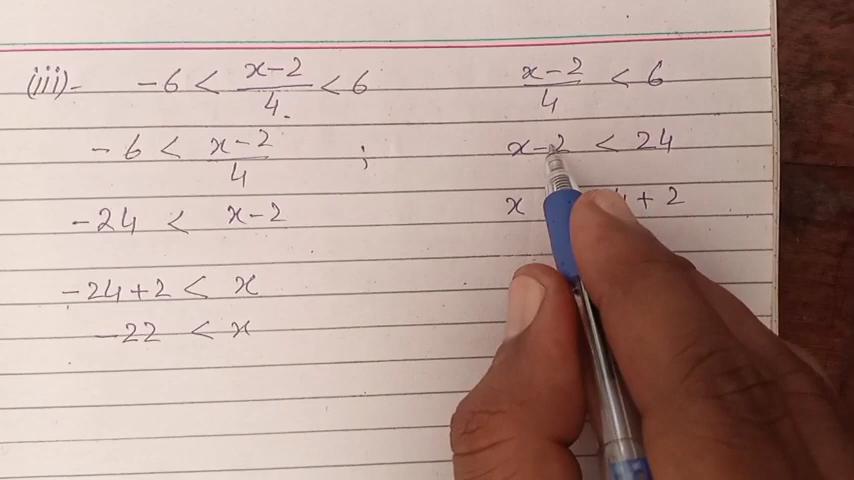 (iii)- -6 < (x-2)/4 < 6
-6 < (x-2)/4 ;
-24 < x-2
-24+2 < x
-22 < x
(x-2)/4 < 6
x-2 < 24
x + 2